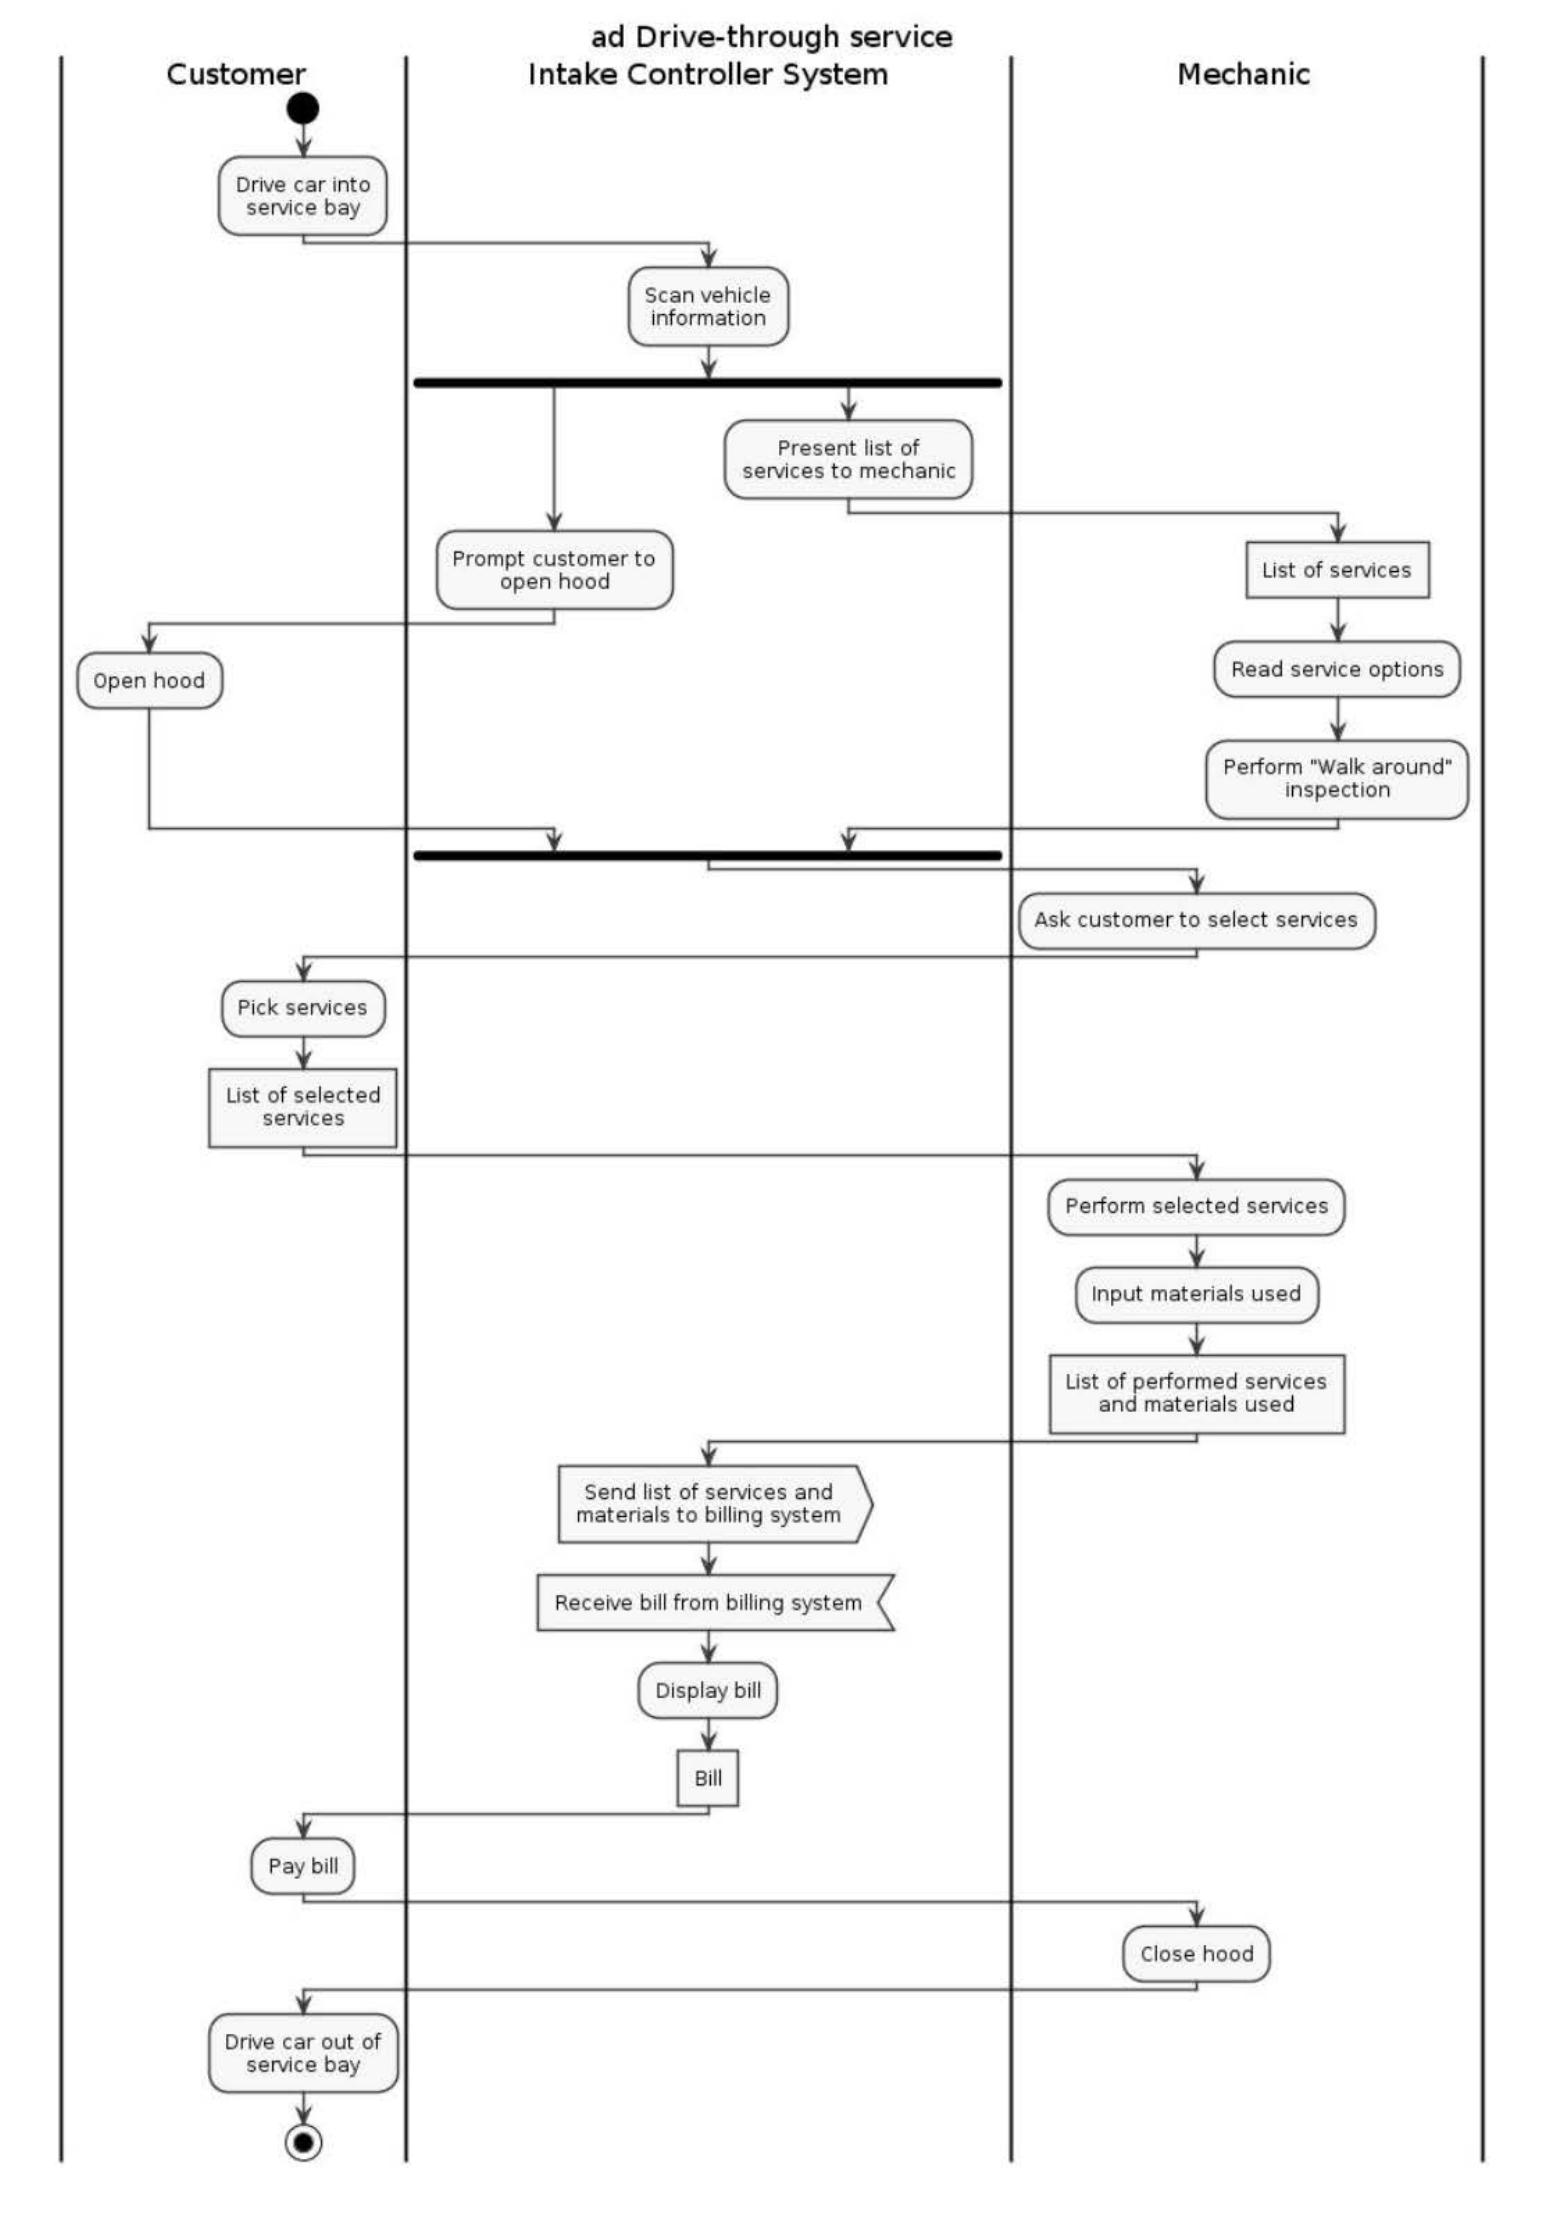 ad Drive-through service
Customer
Intake Controller System
Mechanic
Drive car into
service bay
Scan vehicle
information
Present list of
services to mechanic
Prompt customer to
open hood
List of services
Open hood
Read service options
Perform "Walk around"
inspection
Ask customer to select services
Pick services
List of selected
services
Perform selected services
Input materials used
List of performed services
and materials used
Send list of services and
materials to billing system
Receive bill from billing system
Display bill
Bill
Pay bill
Close hood
Drive car out of
service bay